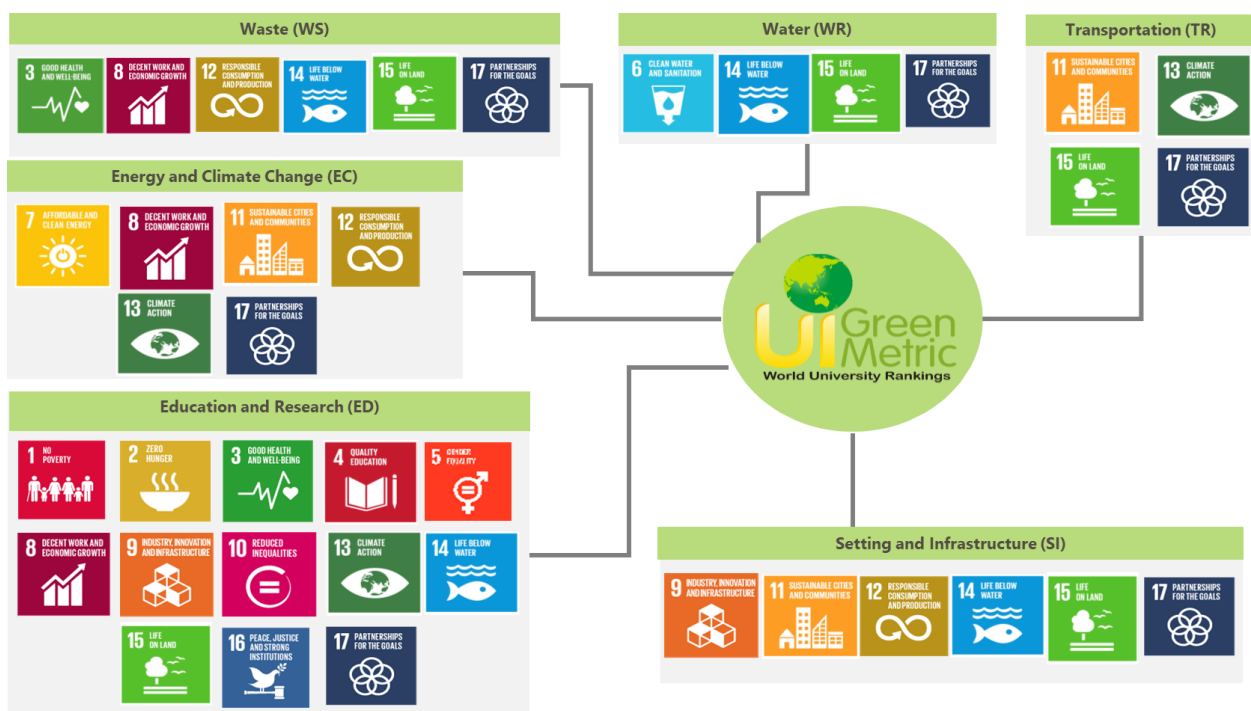 Waste (WS)
3 GOOD HEALTH
AND WELL-BEING
8 DECENT WORK AND
ECONOMIC GROWTH
12 RESPONSIBLE
CONSUMPTION
AND PRODUCTION
14 LIFE BELOW
WATER
15 LIFE
ON LAND
17 PARTNERSHIPS
FOR THE GOALS
Water (WR)
6 CLEAN WATER
AND SANITATION
14 LIFE BELOW
WATER
15 LIFE
ON LAND
17 PARTNERSHIPS
FOR THE GOALS
Transportation (TR)
11 SUSTAINABLE CITIES
AND COMMUNITIES
13 CLIMATE
ACTION
15 LIFE
ON LAND
17 PARTNERSHIPS
FOR THE GOALS
Energy and Climate Change (EC)
7 AFFORDABLE AND
CLEAN ENERGY
8 DECENT WORK AND
ECONOMIC GROWTH
11 SUSTAINABLE CITIES
AND COMMUNITIES
12 RESPONSIBLE
CONSUMPTION
AND PRODUCTION
13 CLIMATE
ACTION
17 PARTNERSHIPS
FOR THE GOALS
UI Green
Metric
World University Rankings
Education and Research (ED)
1 NO
POVERTY
2 ZERO
HUNGER
3 GOOD HEALTH
AND WELL-BEING
4 QUALITY
EDUCATION
5 GENDER
EQUALITY
8 DECENT WORK AND
ECONOMIC GROWTH
9 INDUSTRY, INNOVATION
AND INFRASTRUCTURE
10 REDUCED
INEQUALITIES
13 CLIMATE
ACTION
14 LIFE BELOW
WATER
15 LIFE
ON LAND
16 PEACE, JUSTICE
AND STRONG
INSTITUTIONS
17 PARTNERSHIPS
FOR THE GOALS
Setting and Infrastructure (SI)
9 INDUSTRY, INNOVATION
AND INFRASTRUCTURE
11 SUSTAINABLE CITIES
AND COMMUNITIES
12 RESPONSIBLE
CONSUMPTION
AND PRODUCTION
14 LIFE BELOW
WATER
15 LIFE
ON LAND
17 PARTNERSHIPS
FOR THE GOALS